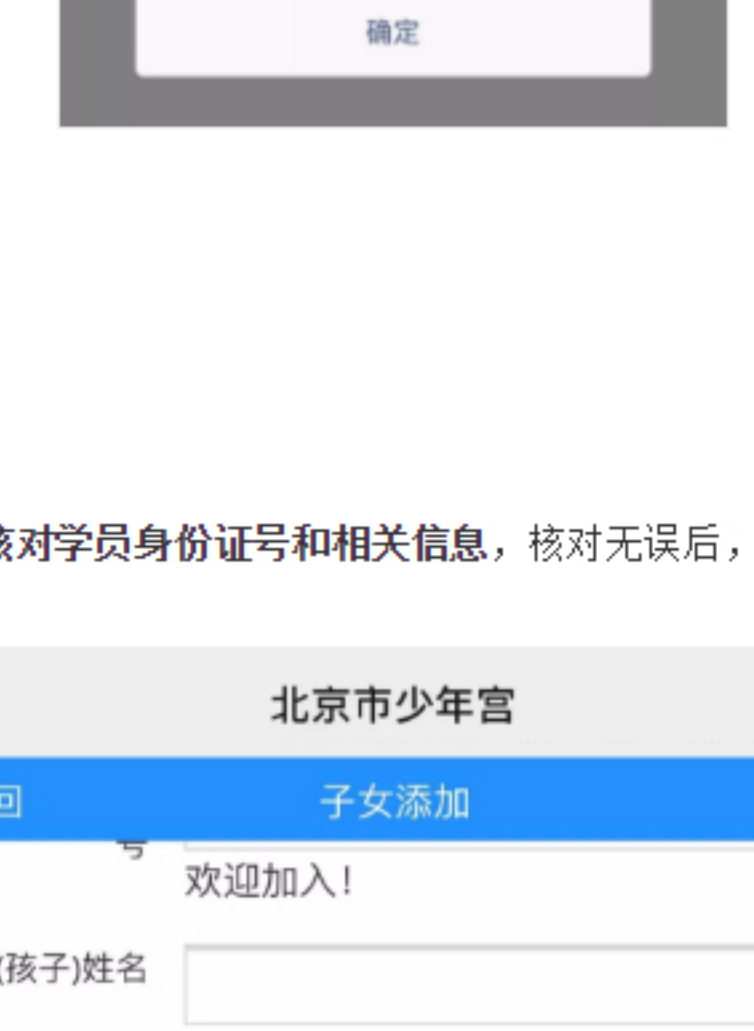 确定
核对学员身份证号和相关信息，核对无误后，
北京市少年宫
回
子女添加
号
欢迎加入！
(孩子)姓名